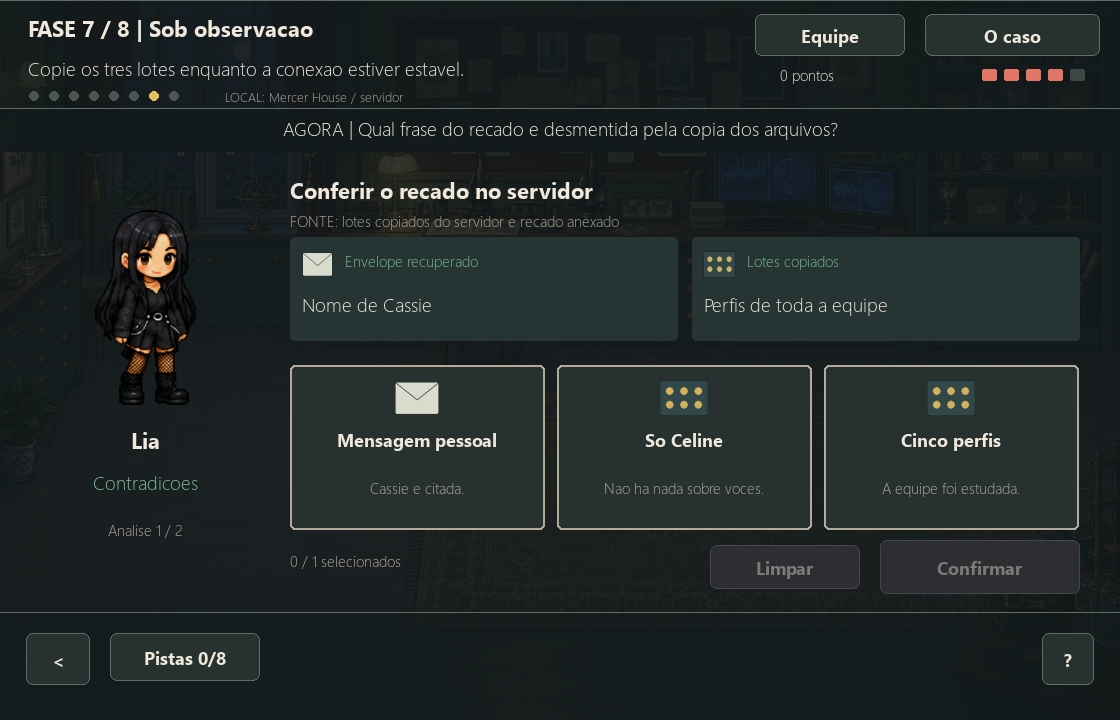 FASE 7 / 8 | Sob observacao
Equipe
O caso
Copie os tres lotes enquanto a conexao estiver estavel.
0 pontos
LOCAL: Mercer House / servidor
AGORA | Qual frase do recado e desmentida pela copia dos arquivos?
Conferir o recado no servidor
FONTE: lotes copiados do servidor e recado anexado
Envelope recuperado
Nome de Cassie
Lotes copiados
Perfis de toda a equipe
Lia
Contradicoes
Analise 1 / 2
Mensagem pessoal
Cassie e citada.
So Celine
Nao ha nada sobre voces.
Cinco perfis
A equipe foi estudada.
0 / 1 selecionados
Limpar
Confirmar
<
Pistas 0/8
?